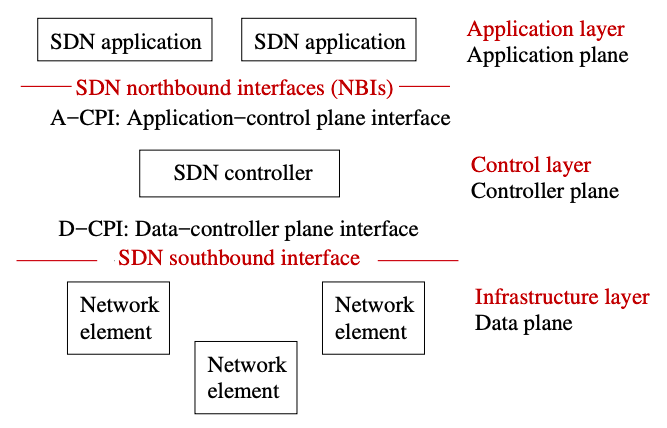 SDN application
SDN application
Application layer
Application plane
SDN northbound interfaces (NBIs)
A−CPI: Application−control plane interface
SDN controller
Control layer
Controller plane
D−CPI: Data−controller plane interface
SDN southbound interface
Network
element
Network
element
Network
element
Infrastructure layer
Data plane